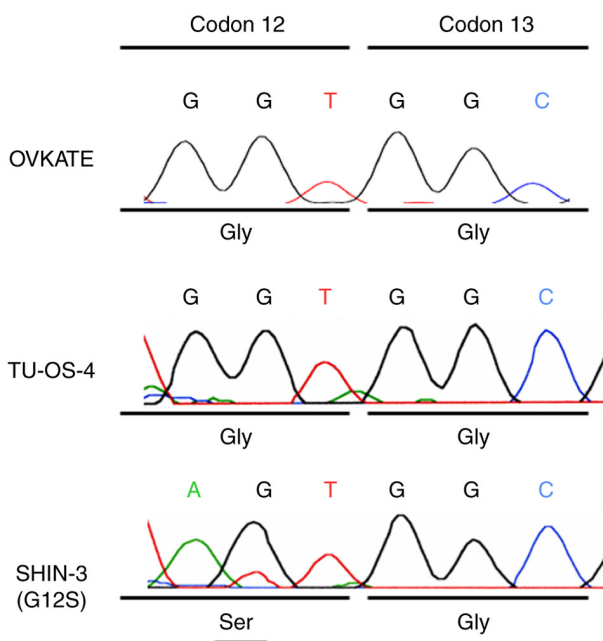 Codon 12 Codon 13
G G T G G C
OVKATE
Gly Gly
G G T G G C
TU-OS-4
Gly Gly
A G T G G C
SHIN-3
(G12S)
Ser Gly